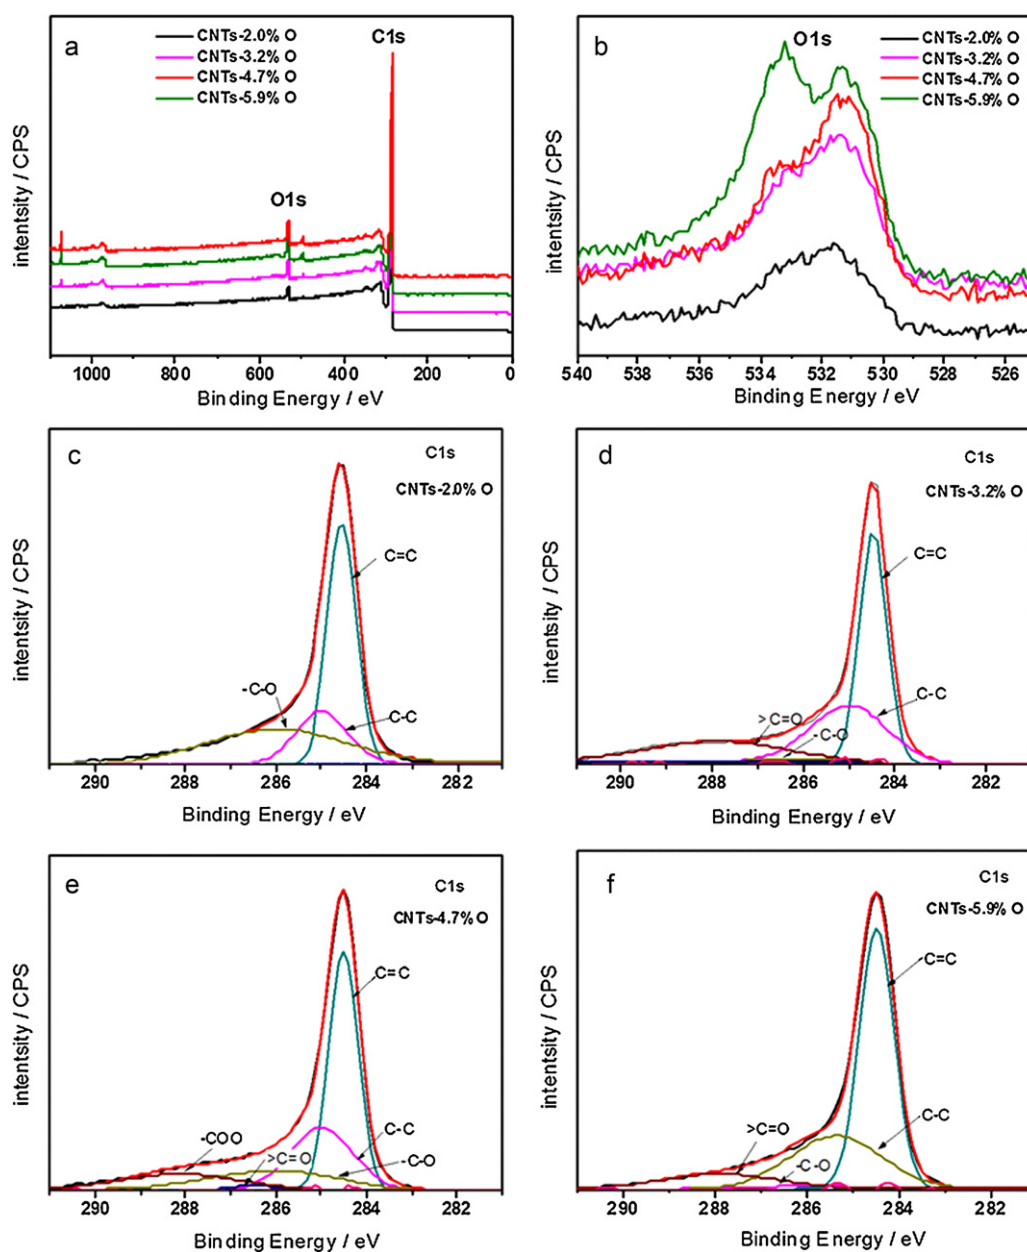 a
CNTs-2.0% O
CNTs-3.2% O
CNTs-4.7% O
CNTs-5.9% O
C1s
O1s
intentsity / CPS
1000 800 600 400 200 0
Binding Energy / eV
b
O1s
CNTs-2.0% O
CNTs-3.2% O
CNTs-4.7% O
CNTs-5.9% O
intentsity / CPS
540 538 536 534 532 530 528 526
Binding Energy / eV
c
C1s
CNTs-2.0% O
C=C
-C-O
C-C
intentsity / CPS
290 288 286 284 282
Binding Energy / eV
d
C1s
CNTs-3.2% O
C=C
C-C
>C=O
-C-O
intentsity / CPS
290 288 286 284 282
Binding Energy / eV
e
C1s
CNTs-4.7% O
C=C
-COO
>C=O
C-C
-C-O
intentsity / CPS
290 288 286 284 282
Binding Energy / eV
f
C1s
CNTs-5.9% O
C=C
C-C
>C=O
-C-O
intentsity / CPS
290 288 286 284 282
Binding Energy / eV